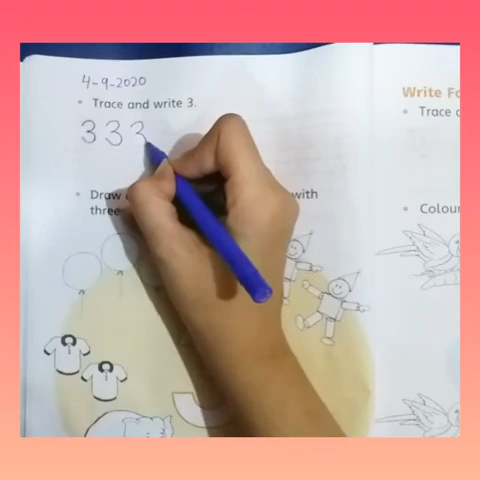 4-9-2020
• Trace and write 3.
3 3 3
• Draw with
three
Write Fo
• Trace
• Colour